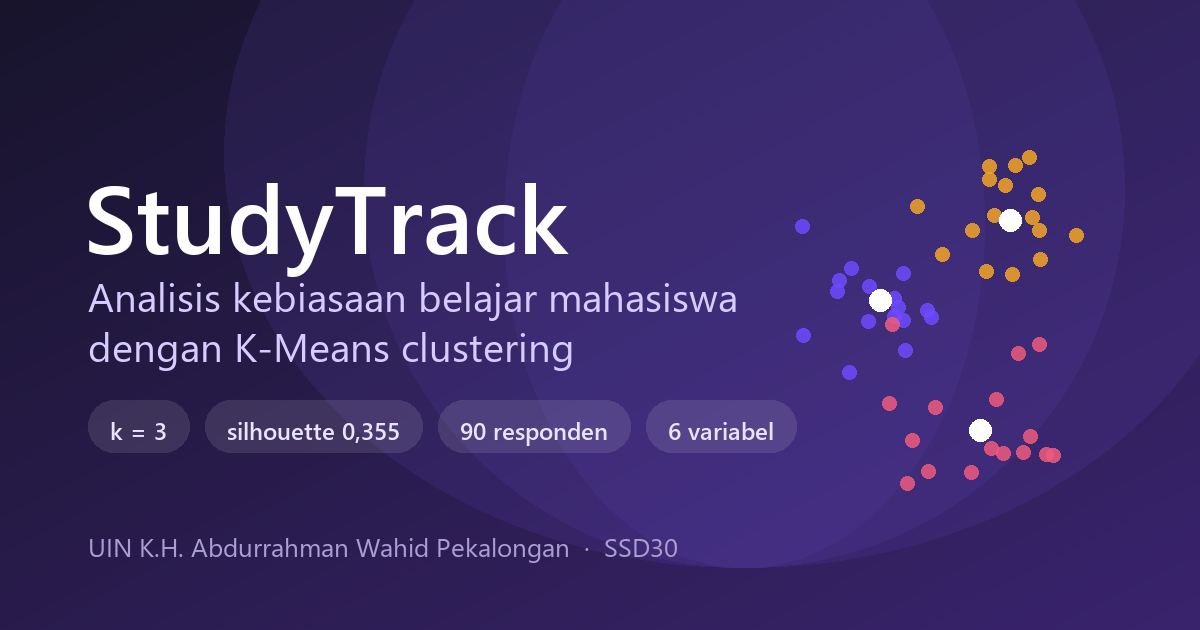 StudyTrack
Analisis kebiasaan belajar mahasiswa
dengan K-Means clustering
k = 3
silhouette 0,355
90 responden
6 variabel
UIN K.H. Abdurrahman Wahid Pekalongan · SSD30